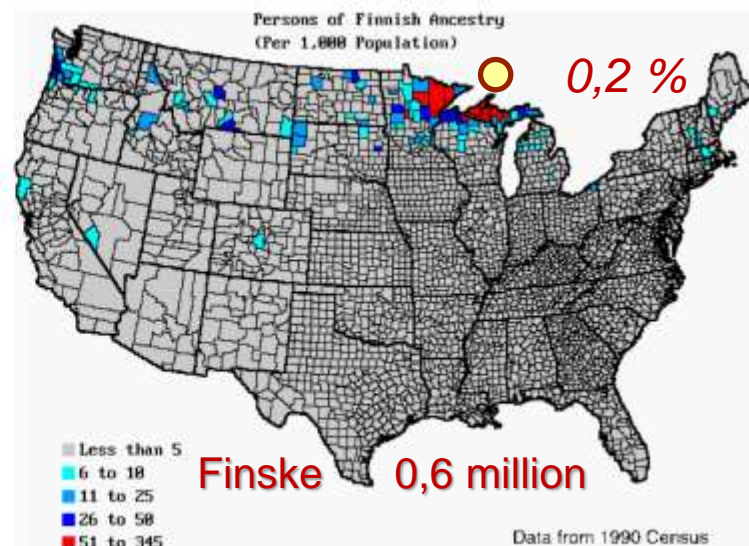 Persons of Finnish Ancestry
(Per 1,000 Population)
0,2 %
Less than 5
6 to 10
11 to 25
26 to 50
51 to 345
Finske 0,6 million
Data from 1990 Census